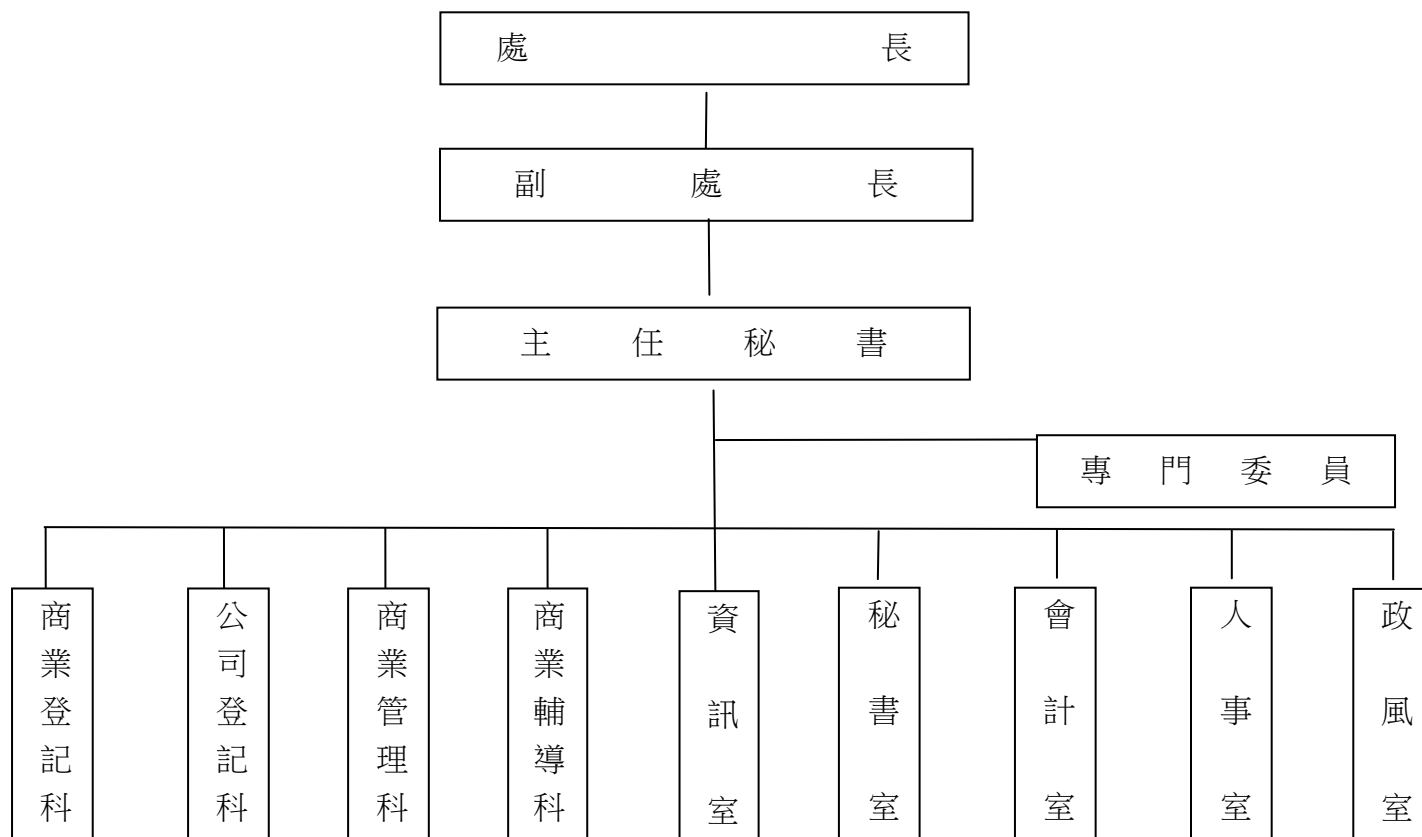 處長
副處長
主任秘書
專門委員
商業登記科
公司登記科
商業管理科
商業輔導科
資訊室
秘書室
會計室
人事室
政風室